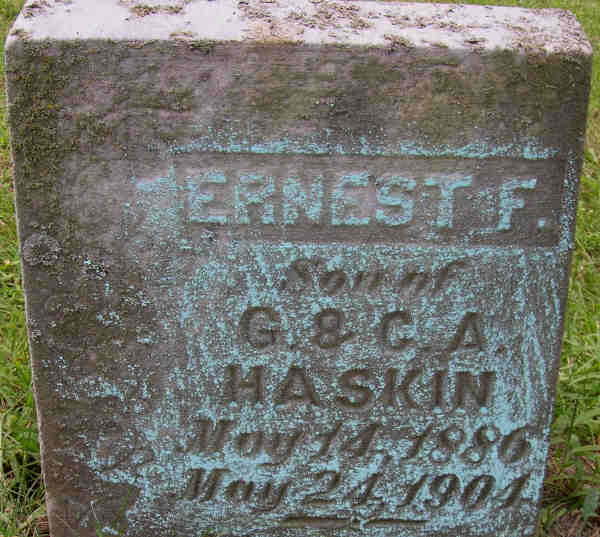 ERNEST F.
Son of
G. & C. A.
HASKIN
May 14, 1886
May 24, 1904